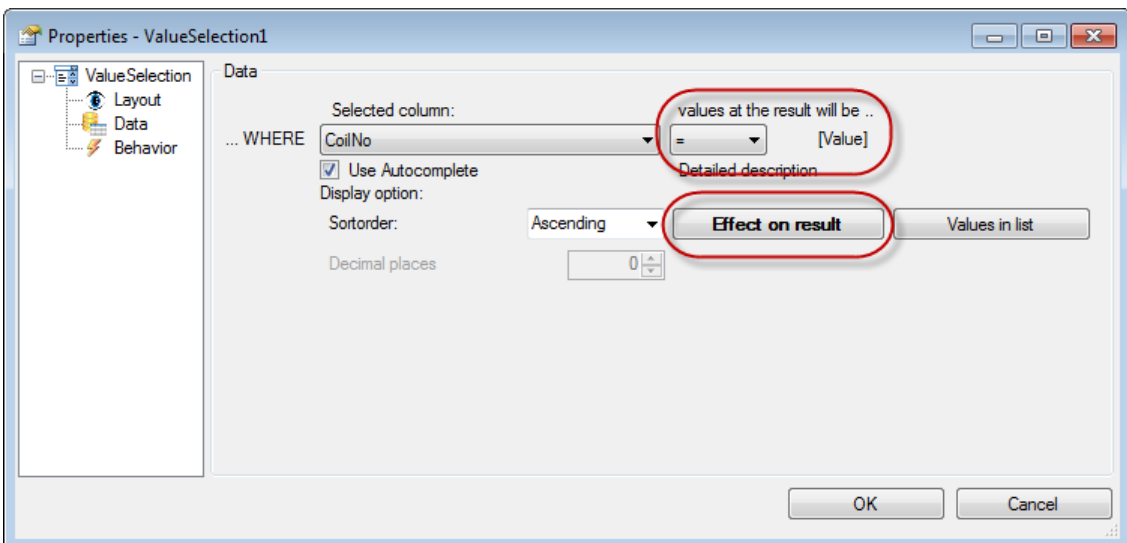 Properties - ValueSelection1
ValueSelection
Layout
Data
Behavior
Data
Selected column:
values at the result will be ..
... WHERE
CoilNo
=
[Value]
Use Autocomplete
Detailed description
Display option:
Sortorder:
Ascending
Effect on result
Values in list
Decimal places
0
OK
Cancel